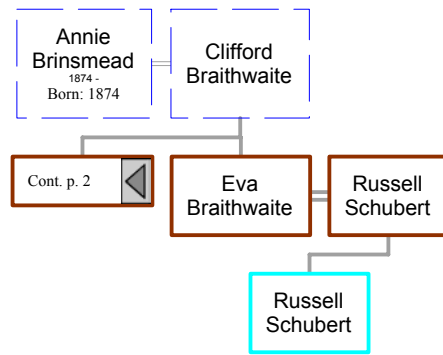 Annie
Brinsmead
1874 -
Born: 1874
Clifford
Braithwaite
Cont. p. 2
Eva
Braithwaite
Russell
Schubert
Russell
Schubert